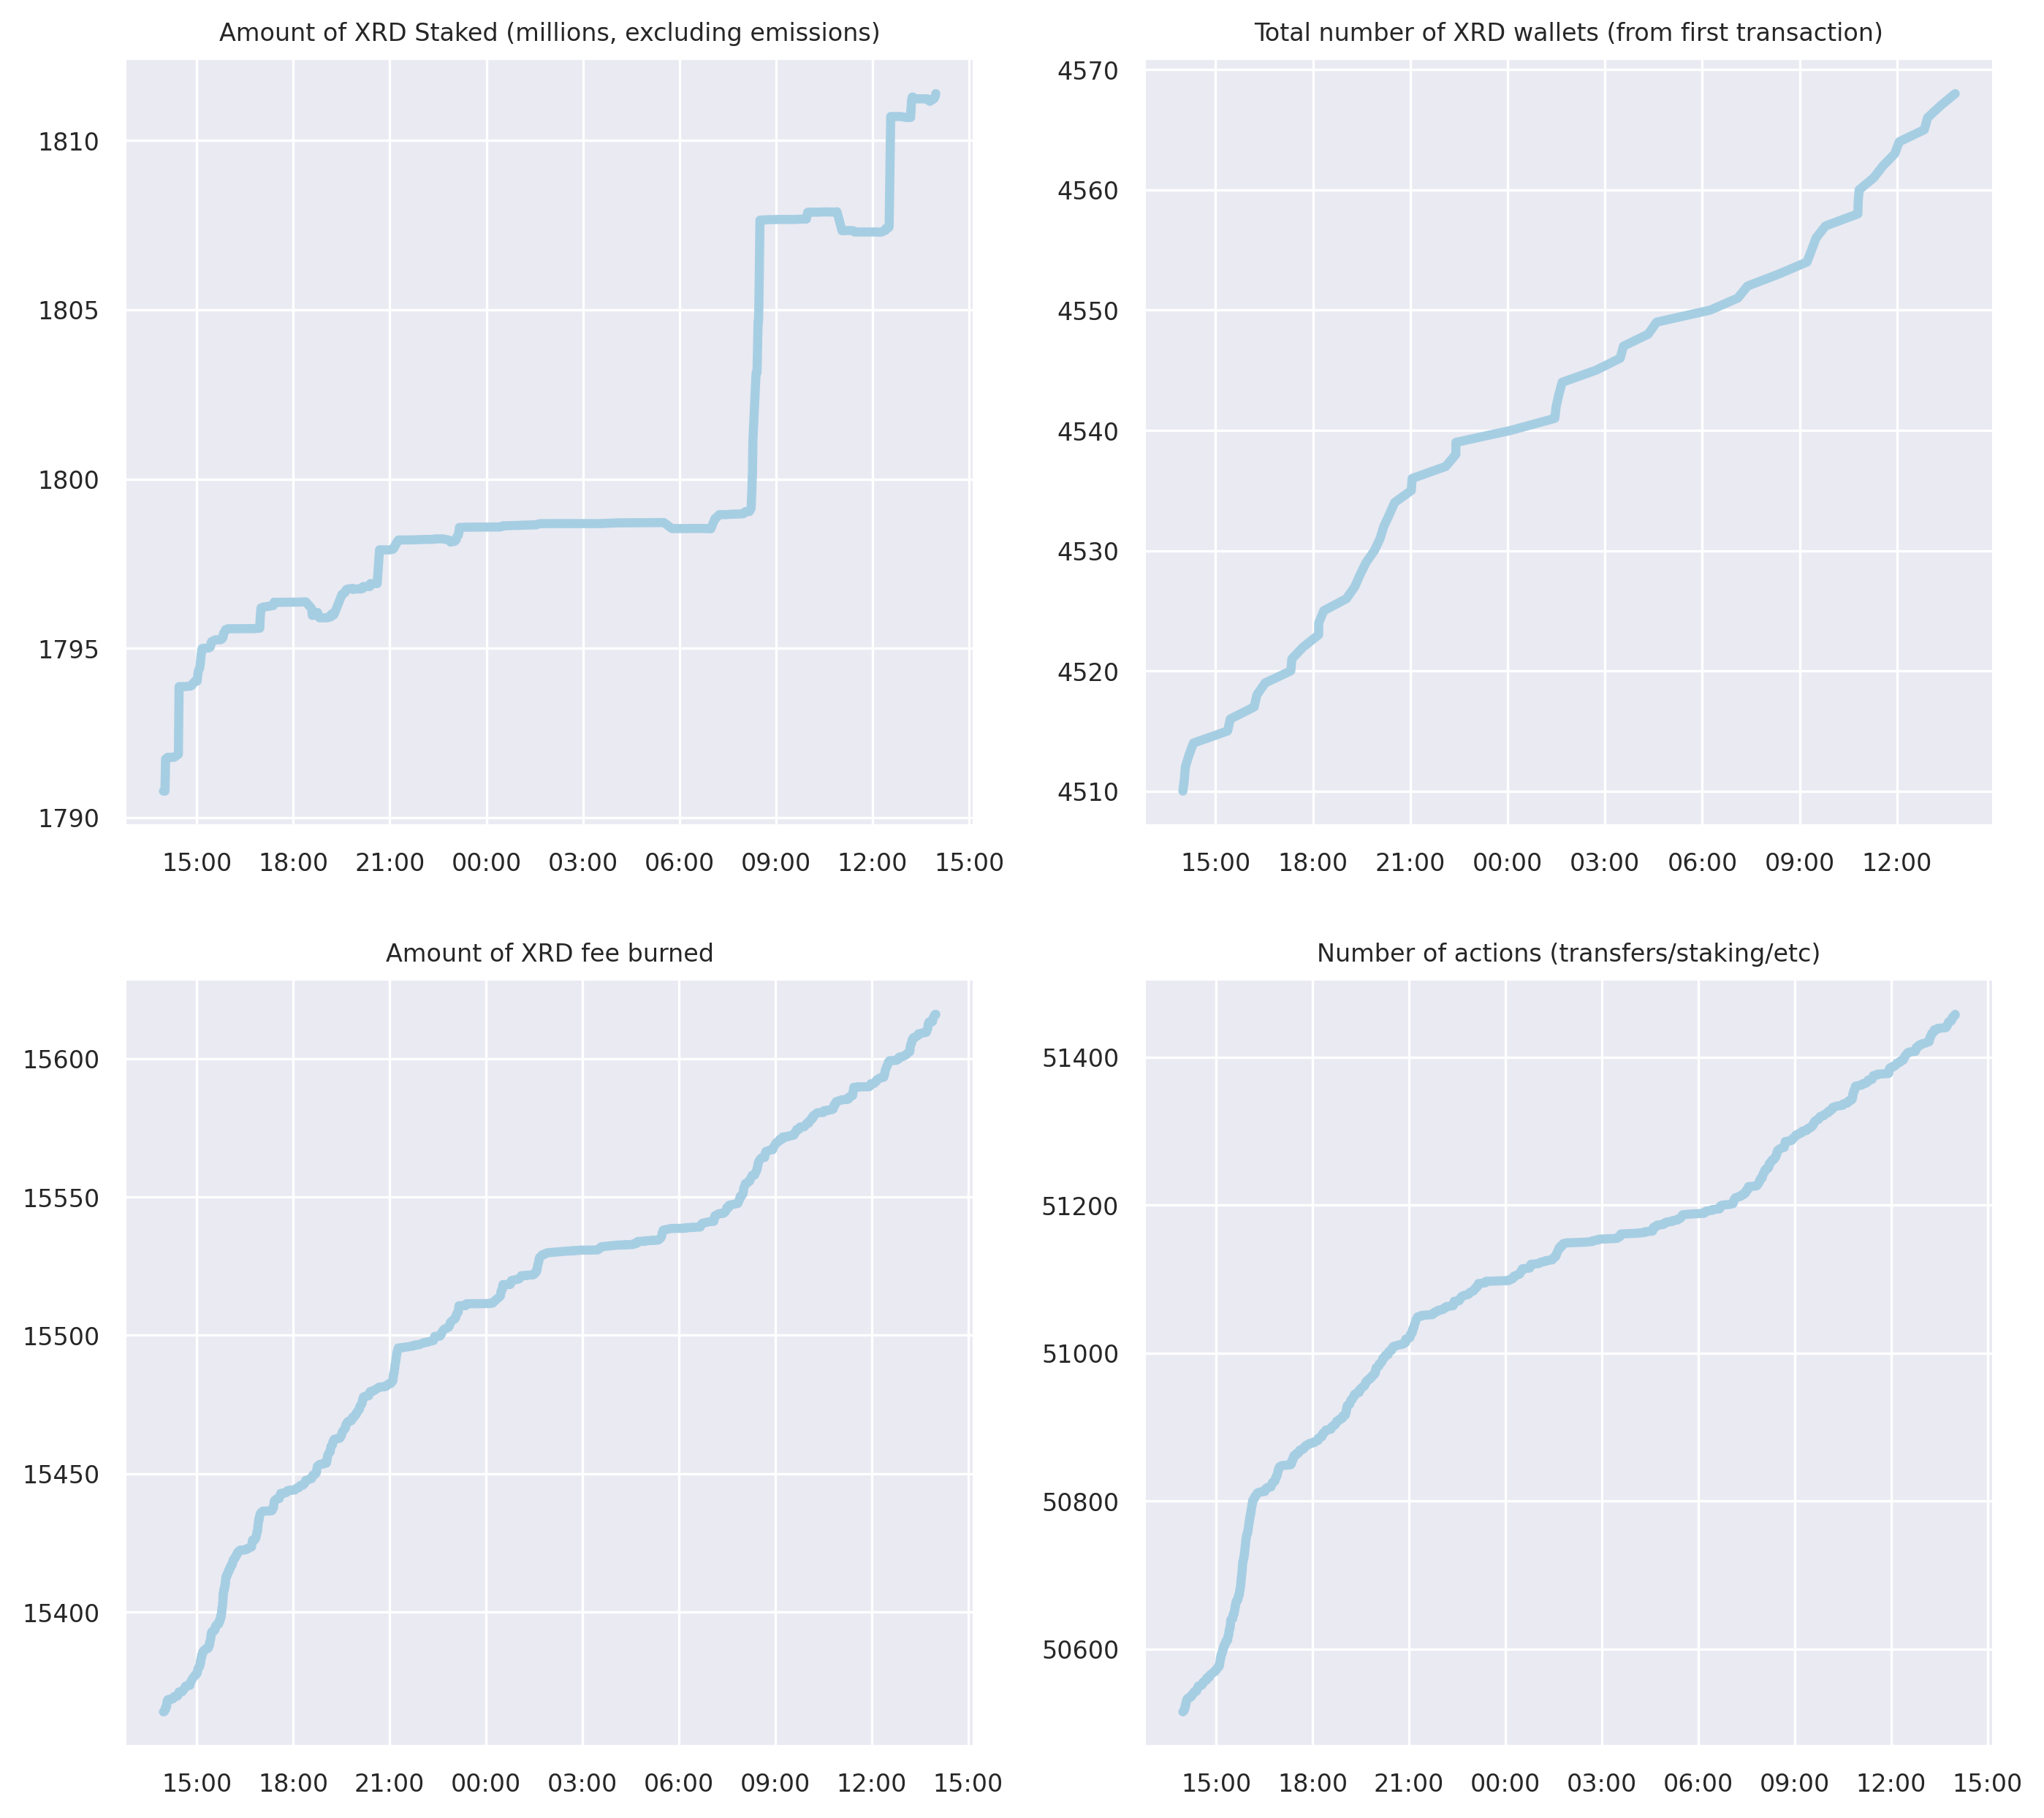 Amount of XRD Staked (millions, excluding emissions)
1810
1805
1800
1795
1790
15:00 18:00 21:00 00:00 03:00 06:00 09:00 12:00 15:00
Total number of XRD wallets (from first transaction)
4570
4560
4550
4540
4530
4520
4510
15:00 18:00 21:00 00:00 03:00 06:00 09:00 12:00
Amount of XRD fee burned
15600
15550
15500
15450
15400
15:00 18:00 21:00 00:00 03:00 06:00 09:00 12:00 15:00
Number of actions (transfers/staking/etc)
51400
51200
51000
50800
50600
15:00 18:00 21:00 00:00 03:00 06:00 09:00 12:00 15:00